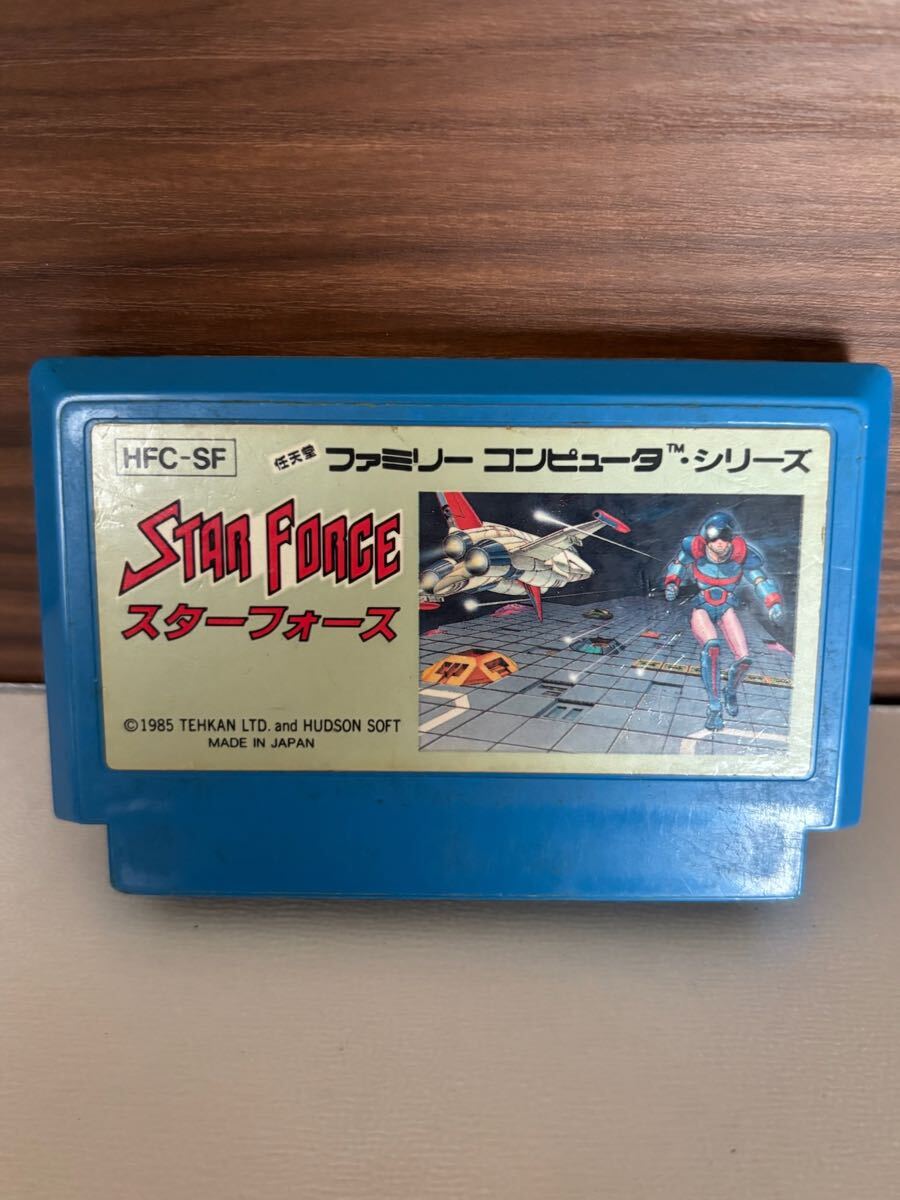 HFC-SF
任天堂 ファミリー コンピュータ™・シリーズ
STAR FORCE
スターフォース
©1985 TEHKAN LTD. and HUDSON SOFT
MADE IN JAPAN